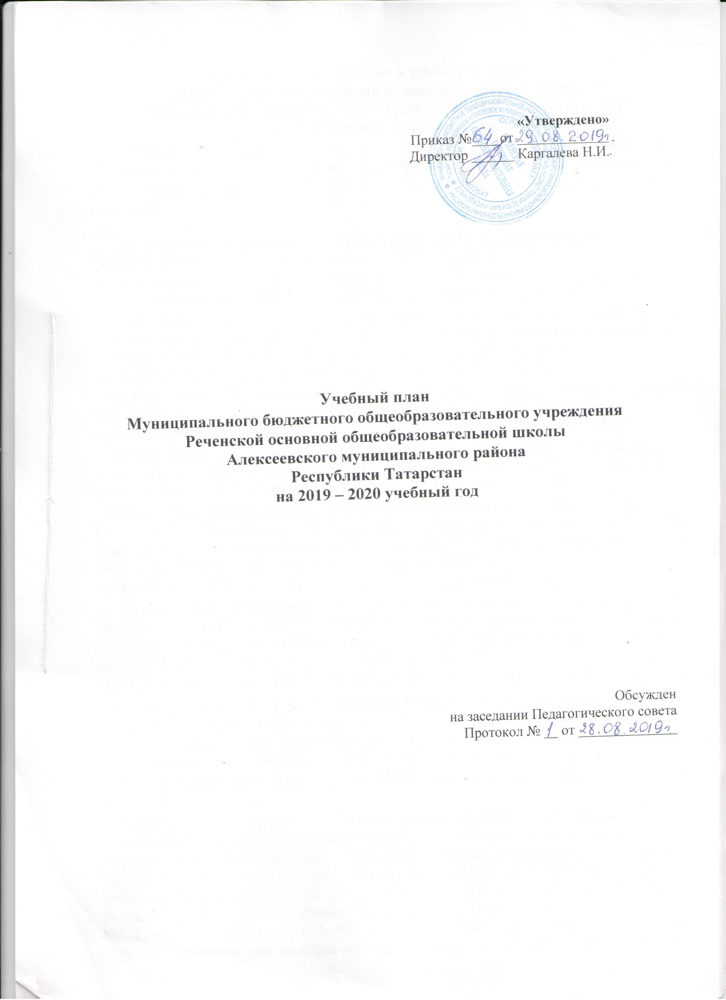 «Утверждено»
Приказ № 64 от 29.08.2019г.
Директор Каргалева Н.И.
Учебный план
Муниципального бюджетного общеобразовательного учреждения
Реченской основной общеобразовательной школы
Алексеевского муниципального района
Республики Татарстан
на 2019 – 2020 учебный год
Обсужден
на заседании Педагогического совета
Протокол № 1 от 28.08.2019г